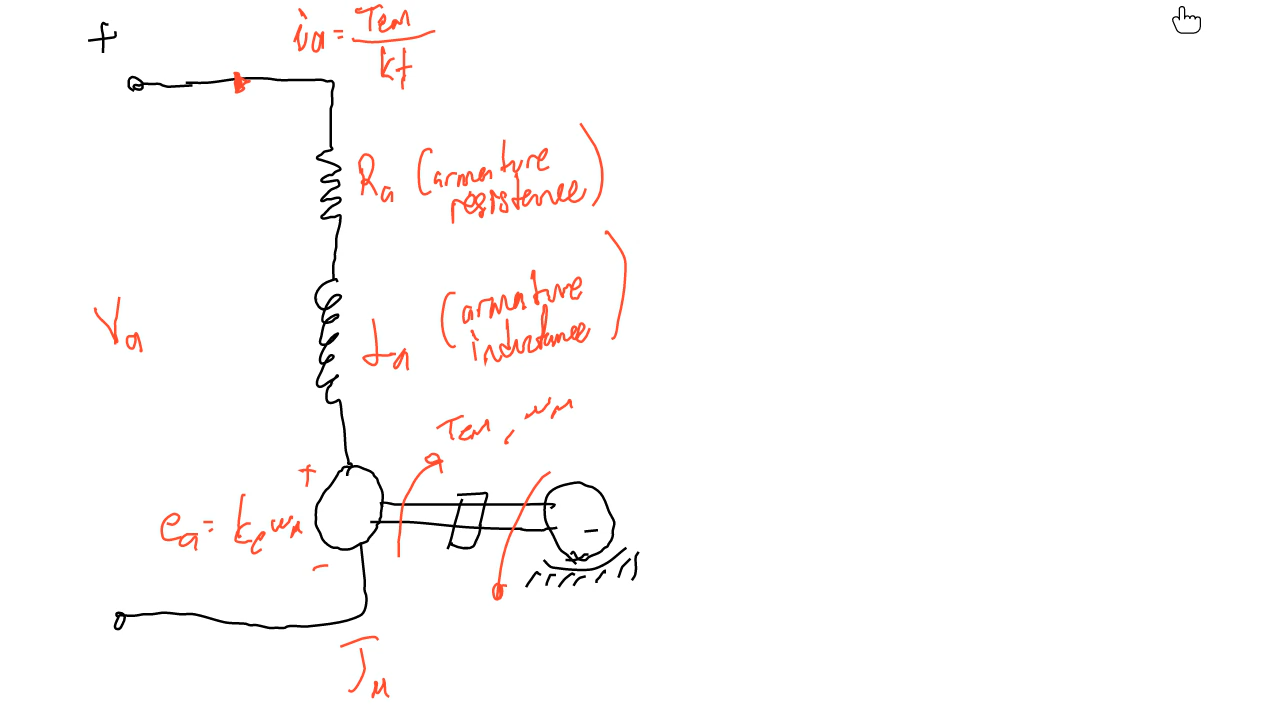 +
ia = Tem
kt
Ra (armature
resistance)
Va
La (armature
inductance)
Tem, ωm
+
ea = ke ωm
-
-
Jm